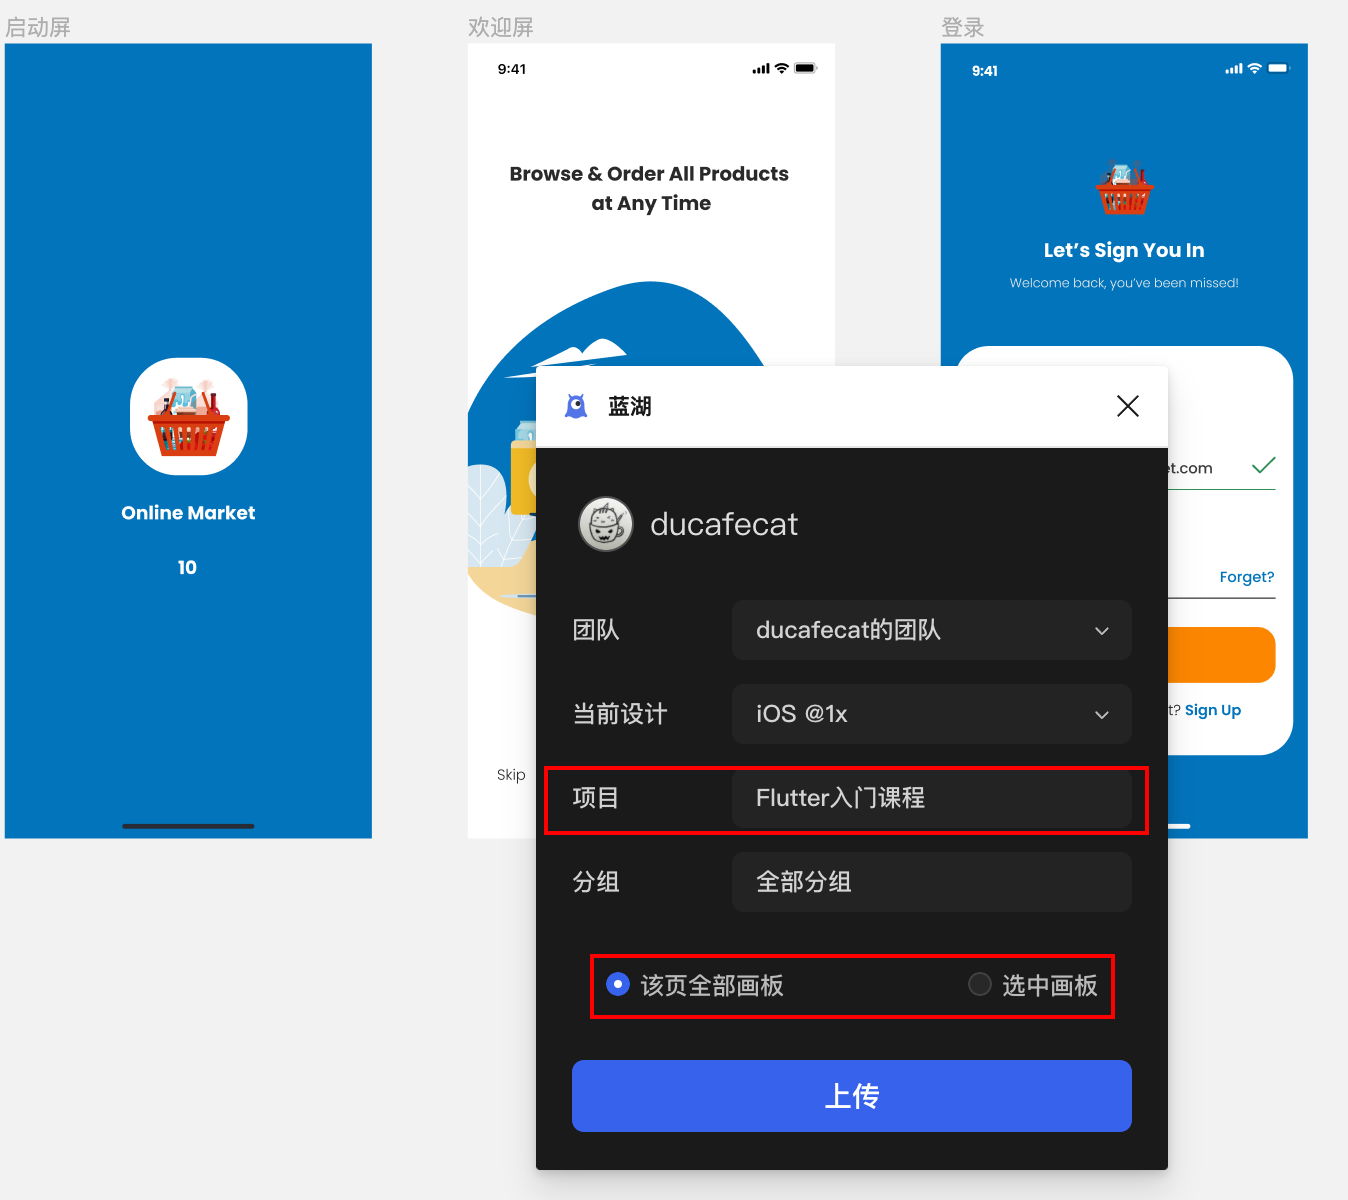 启动屏
欢迎屏
登录
9:41
9:41
Browse & Order All Products
at Any Time
Let's Sign You In
Welcome back, you've been missed!
Online Market
10
蓝湖
et.com
ducafecat
Forget?
团队
ducafecat的团队
当前设计
iOS @1x
t? Sign Up
Skip
项目
Flutter入门课程
分组
全部分组
该页全部画板
选中画板
上传